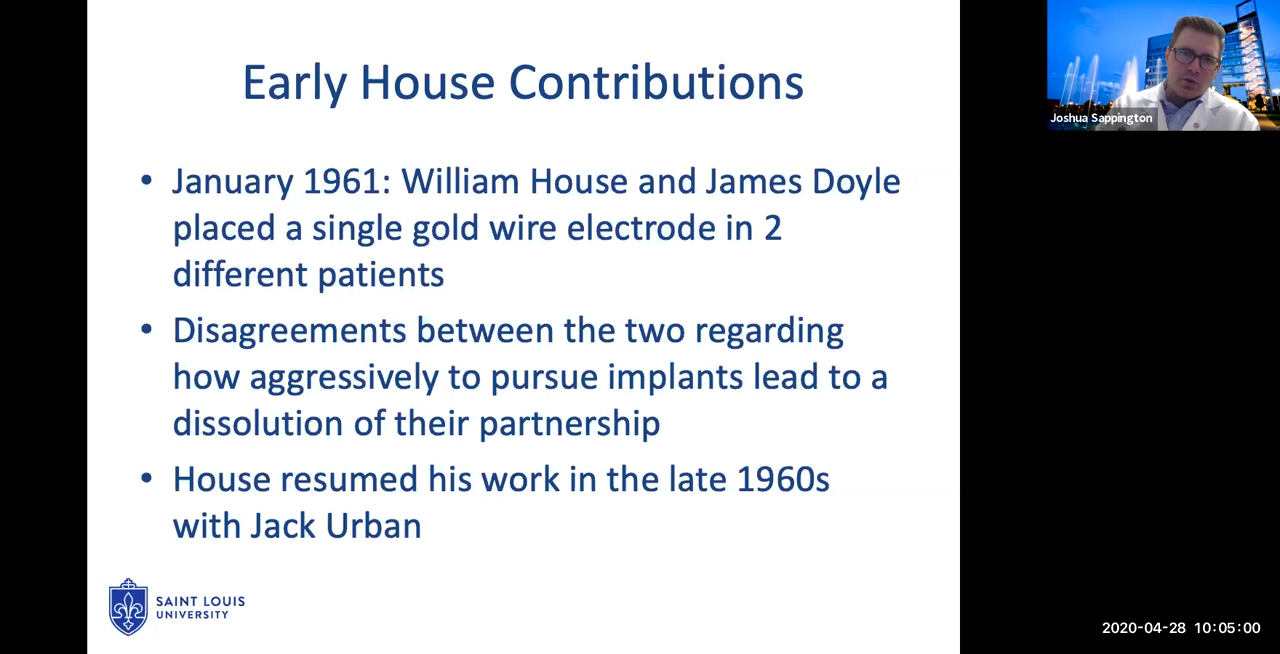 Early House Contributions
Joshua Sappington
• January 1961: William House and James Doyle
placed a single gold wire electrode in 2
different patients
• Disagreements between the two regarding
how aggressively to pursue implants lead to a
dissolution of their partnership
• House resumed his work in the late 1960s
with Jack Urban
SAINT LOUIS
UNIVERSITY
2020-04-28 10:05:00